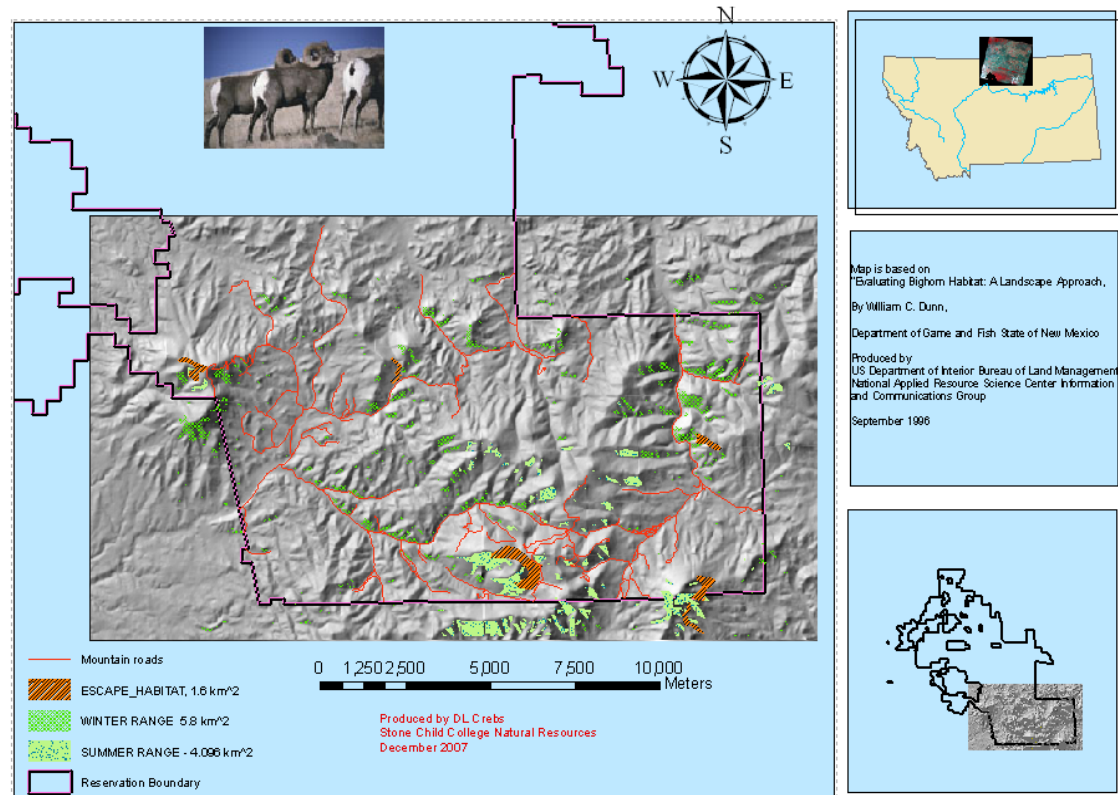 N
W E
S
Map is based on
"Evaluating Bighorn Habitat: A Landscape Approach,
By William C. Dunn,
Department of Game and Fish State of New Mexico
Produced by
US Department of Interior Bureau of Land Management
National Applied Resource Science Center Information
and Communications Group
September 1996
Mountain roads
ESCAPE_HABITAT, 1.6 km^2
WINTER RANGE 5.8 km^2
SUMMER RANGE - 4.096 km^2
Reservation Boundary
0 1,250 2,500 5,000 7,500 10,000
Meters
Produced by DL Crebs
Stone Child College Natural Resources
December 2007